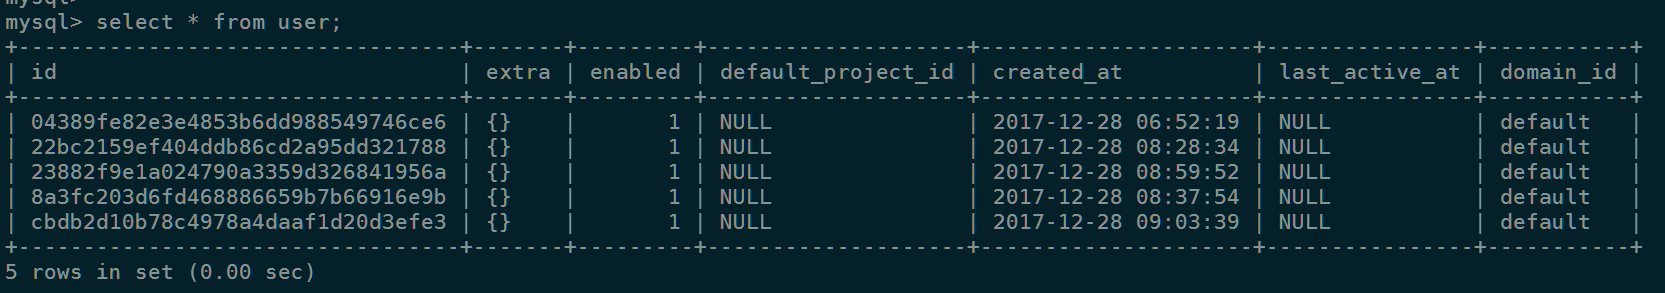 mysql>
mysql> select * from user;
+----------------------------------+-------+---------+--------------------+---------------------+----------------+-----------+
| id                               | extra | enabled | default_project_id | created_at          | last_active_at | domain_id |
+----------------------------------+-------+---------+--------------------+---------------------+----------------+-----------+
| 04389fe82e3e4853b6dd988549746ce6 | {}    |       1 | NULL               | 2017-12-28 06:52:19 | NULL           | default   |
| 22bc2159ef404ddb86cd2a95dd321788 | {}    |       1 | NULL               | 2017-12-28 08:28:34 | NULL           | default   |
| 23882f9e1a024790a3359d326841956a | {}    |       1 | NULL               | 2017-12-28 08:59:52 | NULL           | default   |
| 8a3fc203d6fd468886659b7b66916e9b | {}    |       1 | NULL               | 2017-12-28 08:37:54 | NULL           | default   |
| cbdb2d10b78c4978a4daaf1d20d3efe3 | {}    |       1 | NULL               | 2017-12-28 09:03:39 | NULL           | default   |
+----------------------------------+-------+---------+--------------------+---------------------+----------------+-----------+
5 rows in set (0.00 sec)